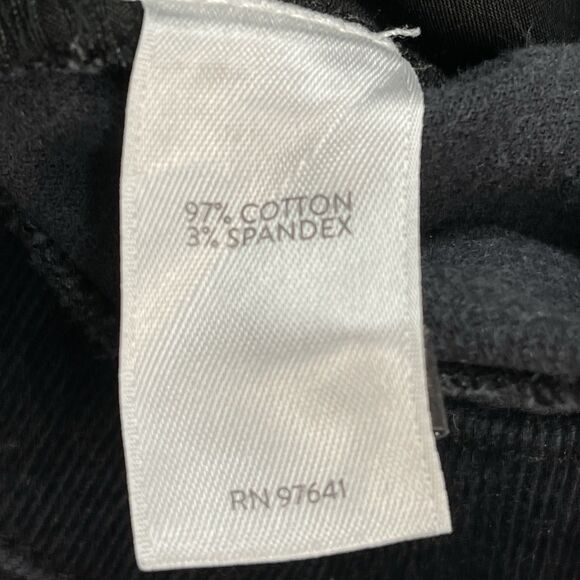 97% COTTON
3% SPANDEX
RN 97641